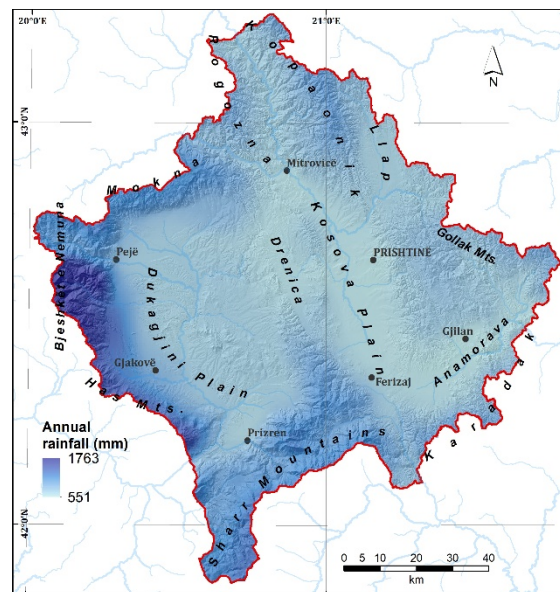 20°0'E
21°0'E
N
43°0'N
42°0'N
Rogozna
Kopaonik
Llap
Mitrovicë
Mokna
Kosova Plain
Drenica
Gollak Mts.
PRISHTINË
Pejë
Bjeshkët e Nemuna
Dukagjini Plain
Gjilan
Anamorava
Gjakovë
Ferizaj
Karadak
Has Mts.
Prizren
Sharr Mountains
Annual
rainfall (mm)
1763
551
0 5 10 20 30 40
km